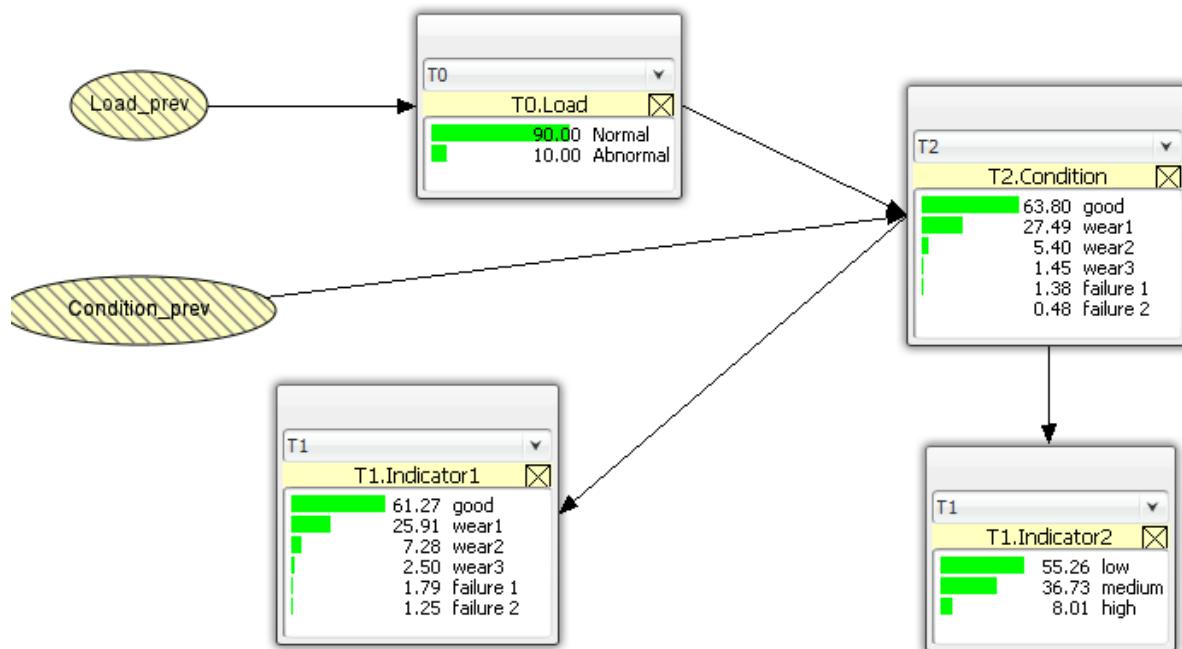 Load_prev
T0
T0.Load
90.00 Normal
10.00 Abnormal
T2
T2.Condition
63.80 good
27.49 wear1
5.40 wear2
1.45 wear3
1.38 failure 1
0.48 failure 2
Condition_prev
T1
T1.Indicator1
61.27 good
25.91 wear1
7.28 wear2
2.50 wear3
1.79 failure 1
1.25 failure 2
T1
T1.Indicator2
55.26 low
36.73 medium
8.01 high